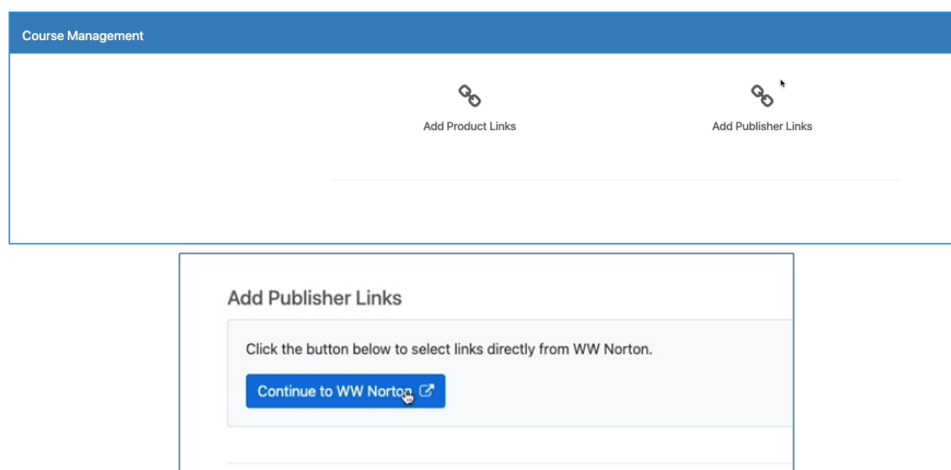 Course Management
Add Product Links
Add Publisher Links
Add Publisher Links
Click the button below to select links directly from WW Norton.
Continue to WW Norton